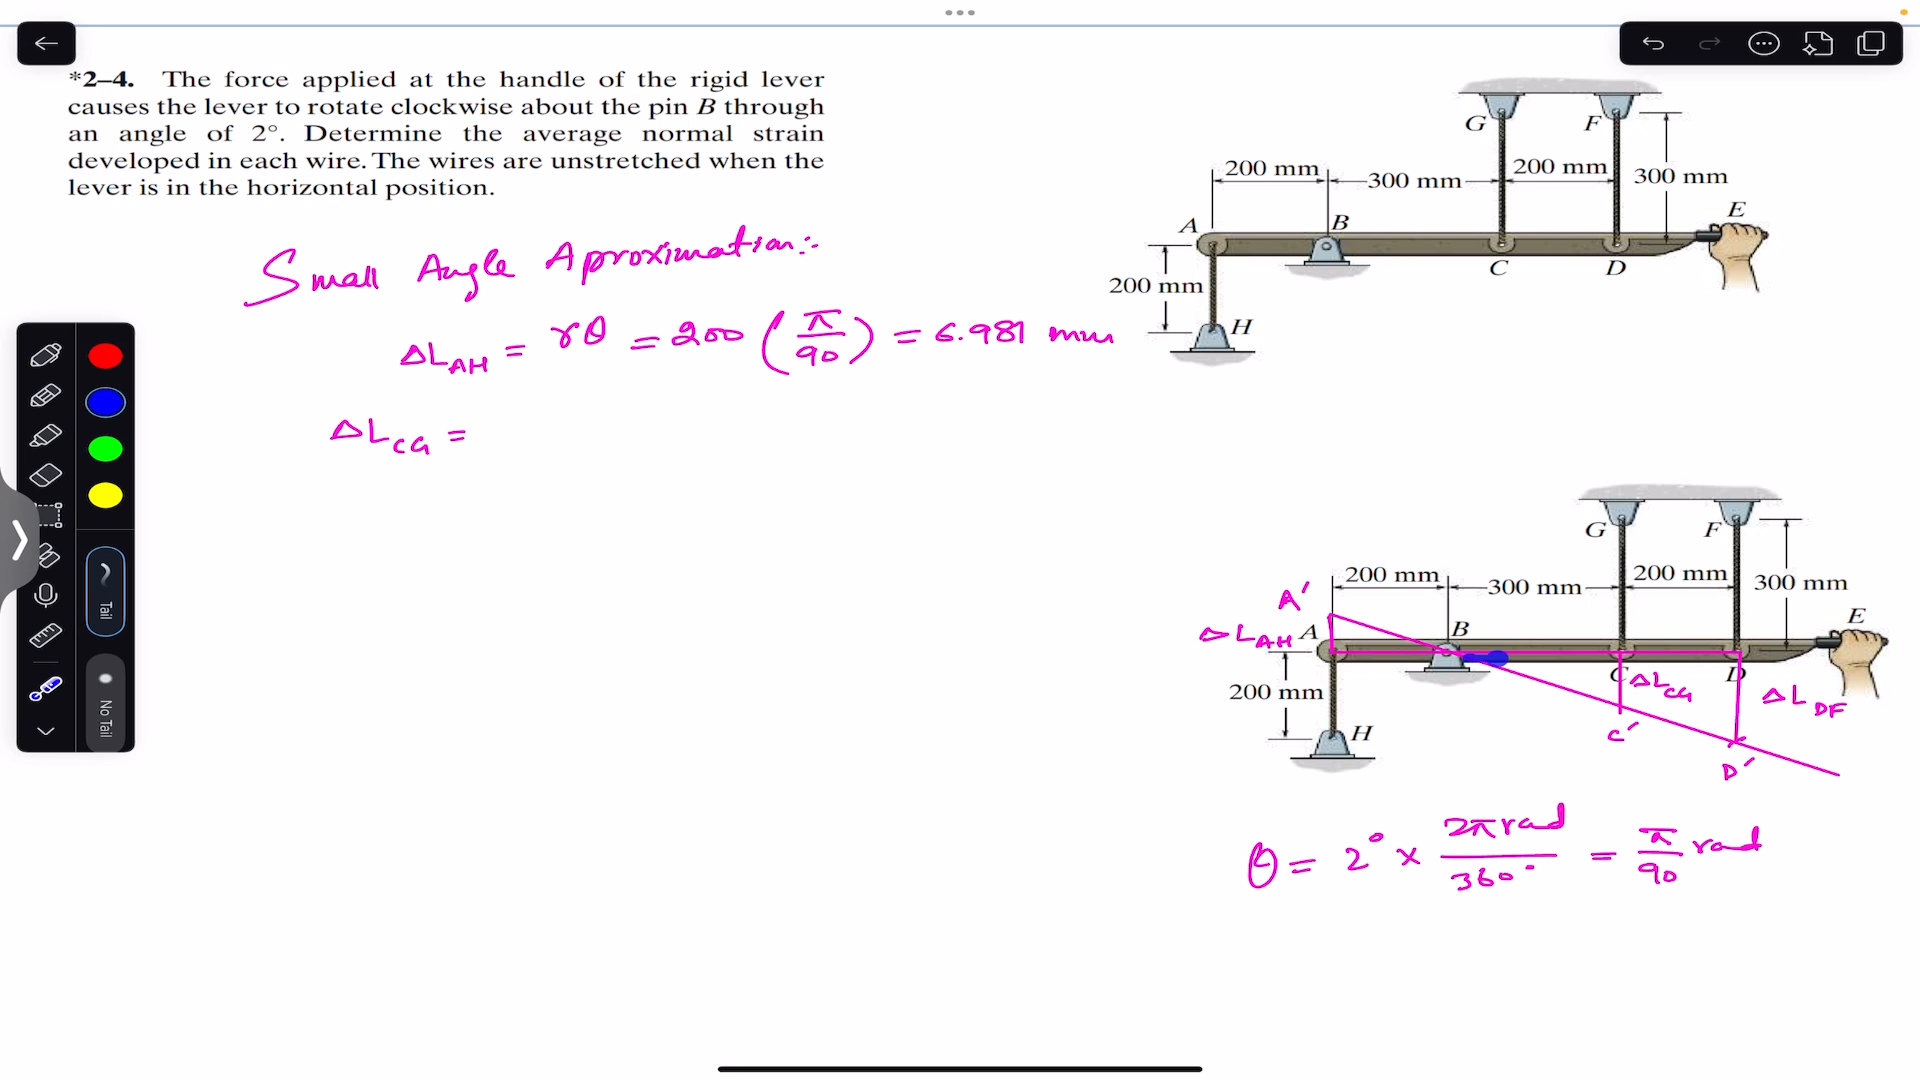 *2–4. The force applied at the handle of the rigid lever
causes the lever to rotate clockwise about the pin B through
an angle of 2°. Determine the average normal strain
developed in each wire. The wires are unstretched when the
lever is in the horizontal position.
G
F
200 mm
300 mm
200 mm
300 mm
A
B
E
C
D
200 mm
H
Small Angle Aproximation:-
ΔL_AH = rθ = 200 (π/90) = 6.981 mm
ΔL_CG =
G
F
200 mm
300 mm
200 mm
300 mm
A'
ΔL_AH
A
B
E
C
ΔL_CG
D
ΔL_DF
200 mm
H
C'
D'
θ = 2° × 2π rad / 360° = π/90 rad
Tail
No Tail